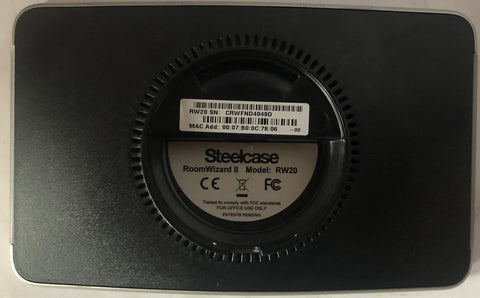 RW20 SN: CRWFND4049D
MAC Add: 00:07:B0:0C:78:06
Steelcase
RoomWizard II Model: RW20
CE
Tested to comply with FCC standards
FOR OFFICE USE ONLY
PATENTS PENDING